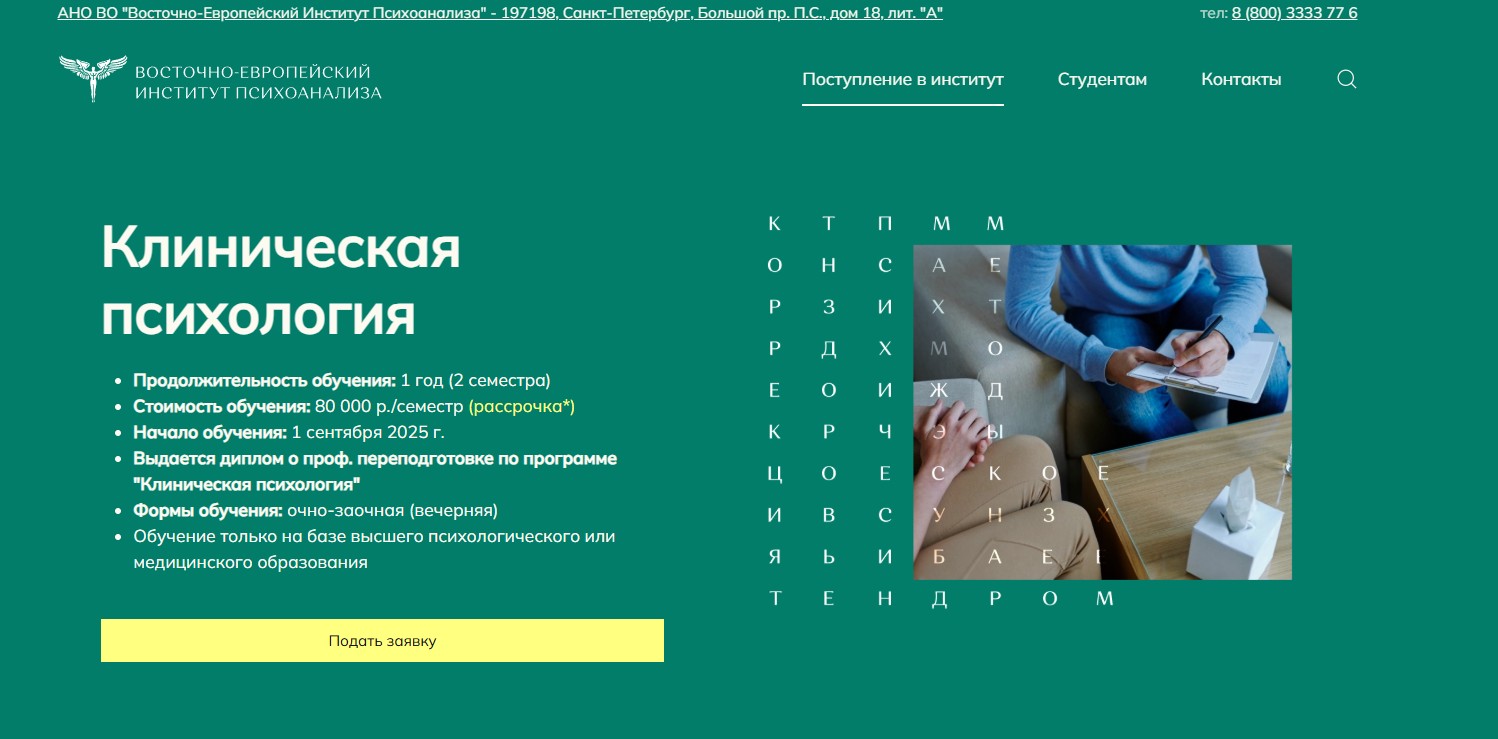 АНО ВО "Восточно-Европейский Институт Психоанализа" - 197198, Санкт-Петербург, Большой пр. П.С., дом 18, лит. "А"
тел: 8 (800) 3333 77 6
ВОСТОЧНО-ЕВРОПЕЙСКИЙ
ИНСТИТУТ ПСИХОАНАЛИЗА
Поступление в институт
Студентам
Контакты
Клиническая
психология
Продолжительность обучения: 1 год (2 семестра)
Стоимость обучения: 80 000 р./семестр (рассрочка*)
Начало обучения: 1 сентября 2025 г.
Выдается диплом о проф. переподготовке по программе
"Клиническая психология"
Формы обучения: очно-заочная (вечерняя)
Обучение только на базе высшего психологического или
медицинского образования
Подать заявку
К Т П М М
О Н С А Е
Р З И Х Т
Р Д Х М О
Е О И Ж Д
К Р Ч Э Ы
Ц О Е С К О Е
И В С У Н З Х
Я Ь И Б А Е
Т Е Н Д Р О М